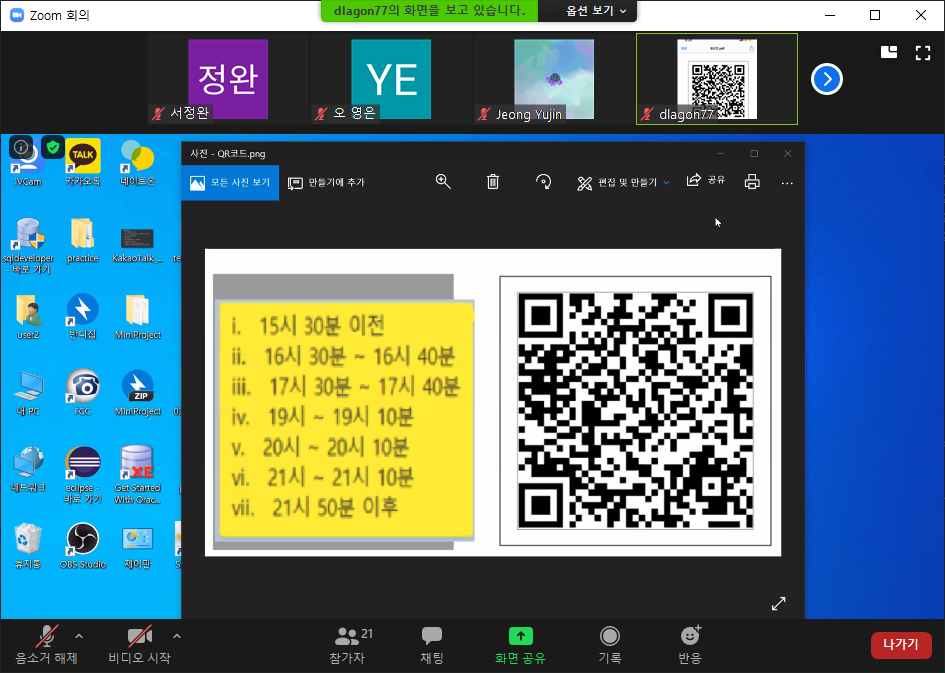 Zoom 회의
dlagon77의 화면을 보고 있습니다.
옵션 보기
정완
서정완
YE
오 영은
Jeong Yujin
dlagon77
iVCam
카카오톡
네이트온
sqldeveloper
- 바로 가기
practice
KakaoTalk_...
user2
반디집
MiniProject
내 PC
FCC
ZIP
MiniProject
네트워크
eclipse -
바로 가기
XE
Get Started
With Orac...
휴지통
OBS Studio
제어판
TALK
사진 - QR코드.png
모든 사진 보기
만들기에 추가
편집 및 만들기
공유
i. 15시 30분 이전
ii. 16시 30분 ~ 16시 40분
iii. 17시 30분 ~ 17시 40분
iv. 19시 ~ 19시 10분
v. 20시 ~ 20시 10분
vi. 21시 ~ 21시 10분
vii. 21시 50분 이후
음소거 해제
비디오 시작
21
참가자
채팅
화면 공유
기록
반응
나가기